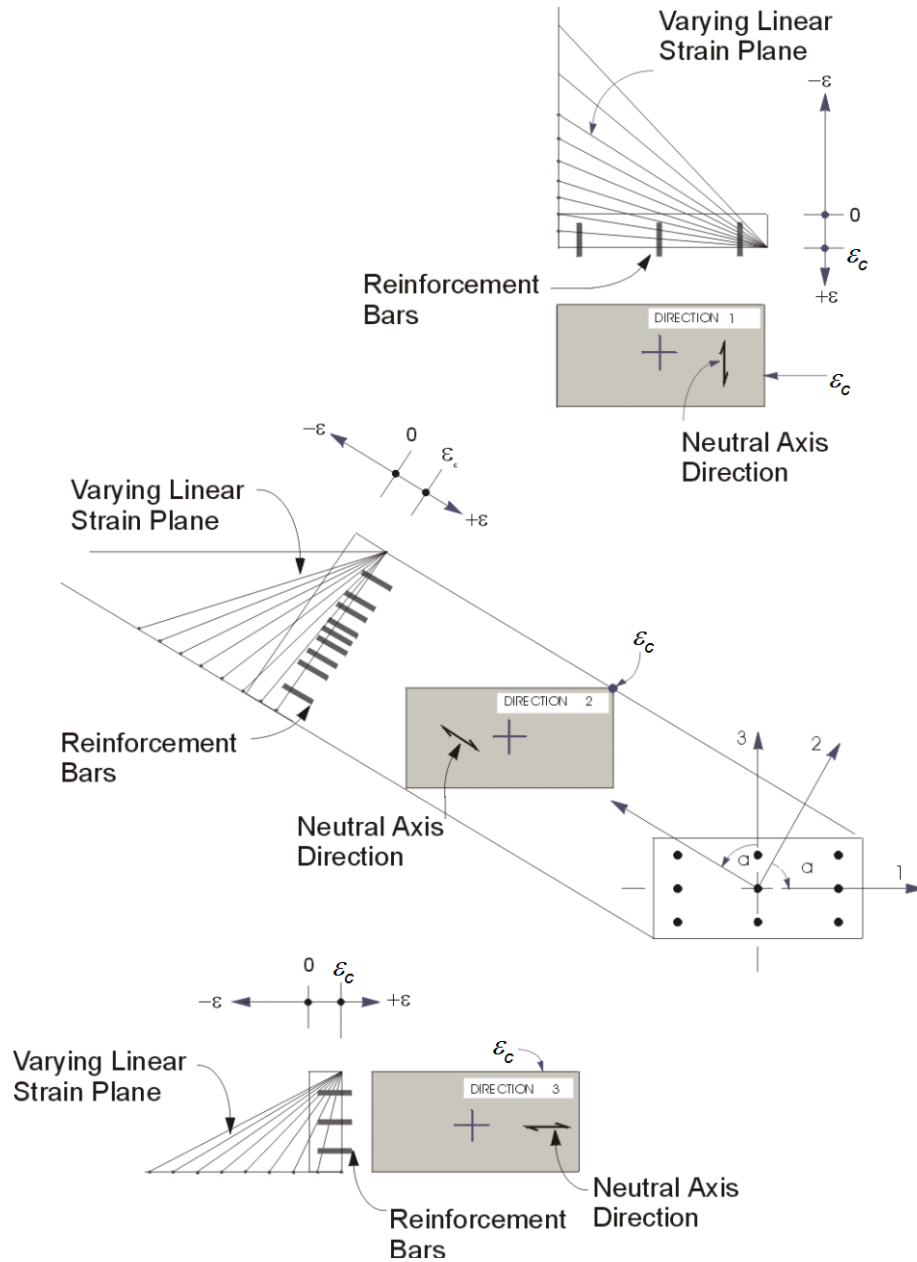 Varying Linear
Strain Plane
−ε
0
εc
+ε
Reinforcement
Bars
DIRECTION 1
εc
Neutral Axis
Direction
−ε
0
εc
+ε
Varying Linear
Strain Plane
εc
DIRECTION 2
Reinforcement
Bars
Neutral Axis
Direction
3
2
a
a
1
0
εc
−ε
+ε
εc
Varying Linear
Strain Plane
DIRECTION 3
Reinforcement
Bars
Neutral Axis
Direction